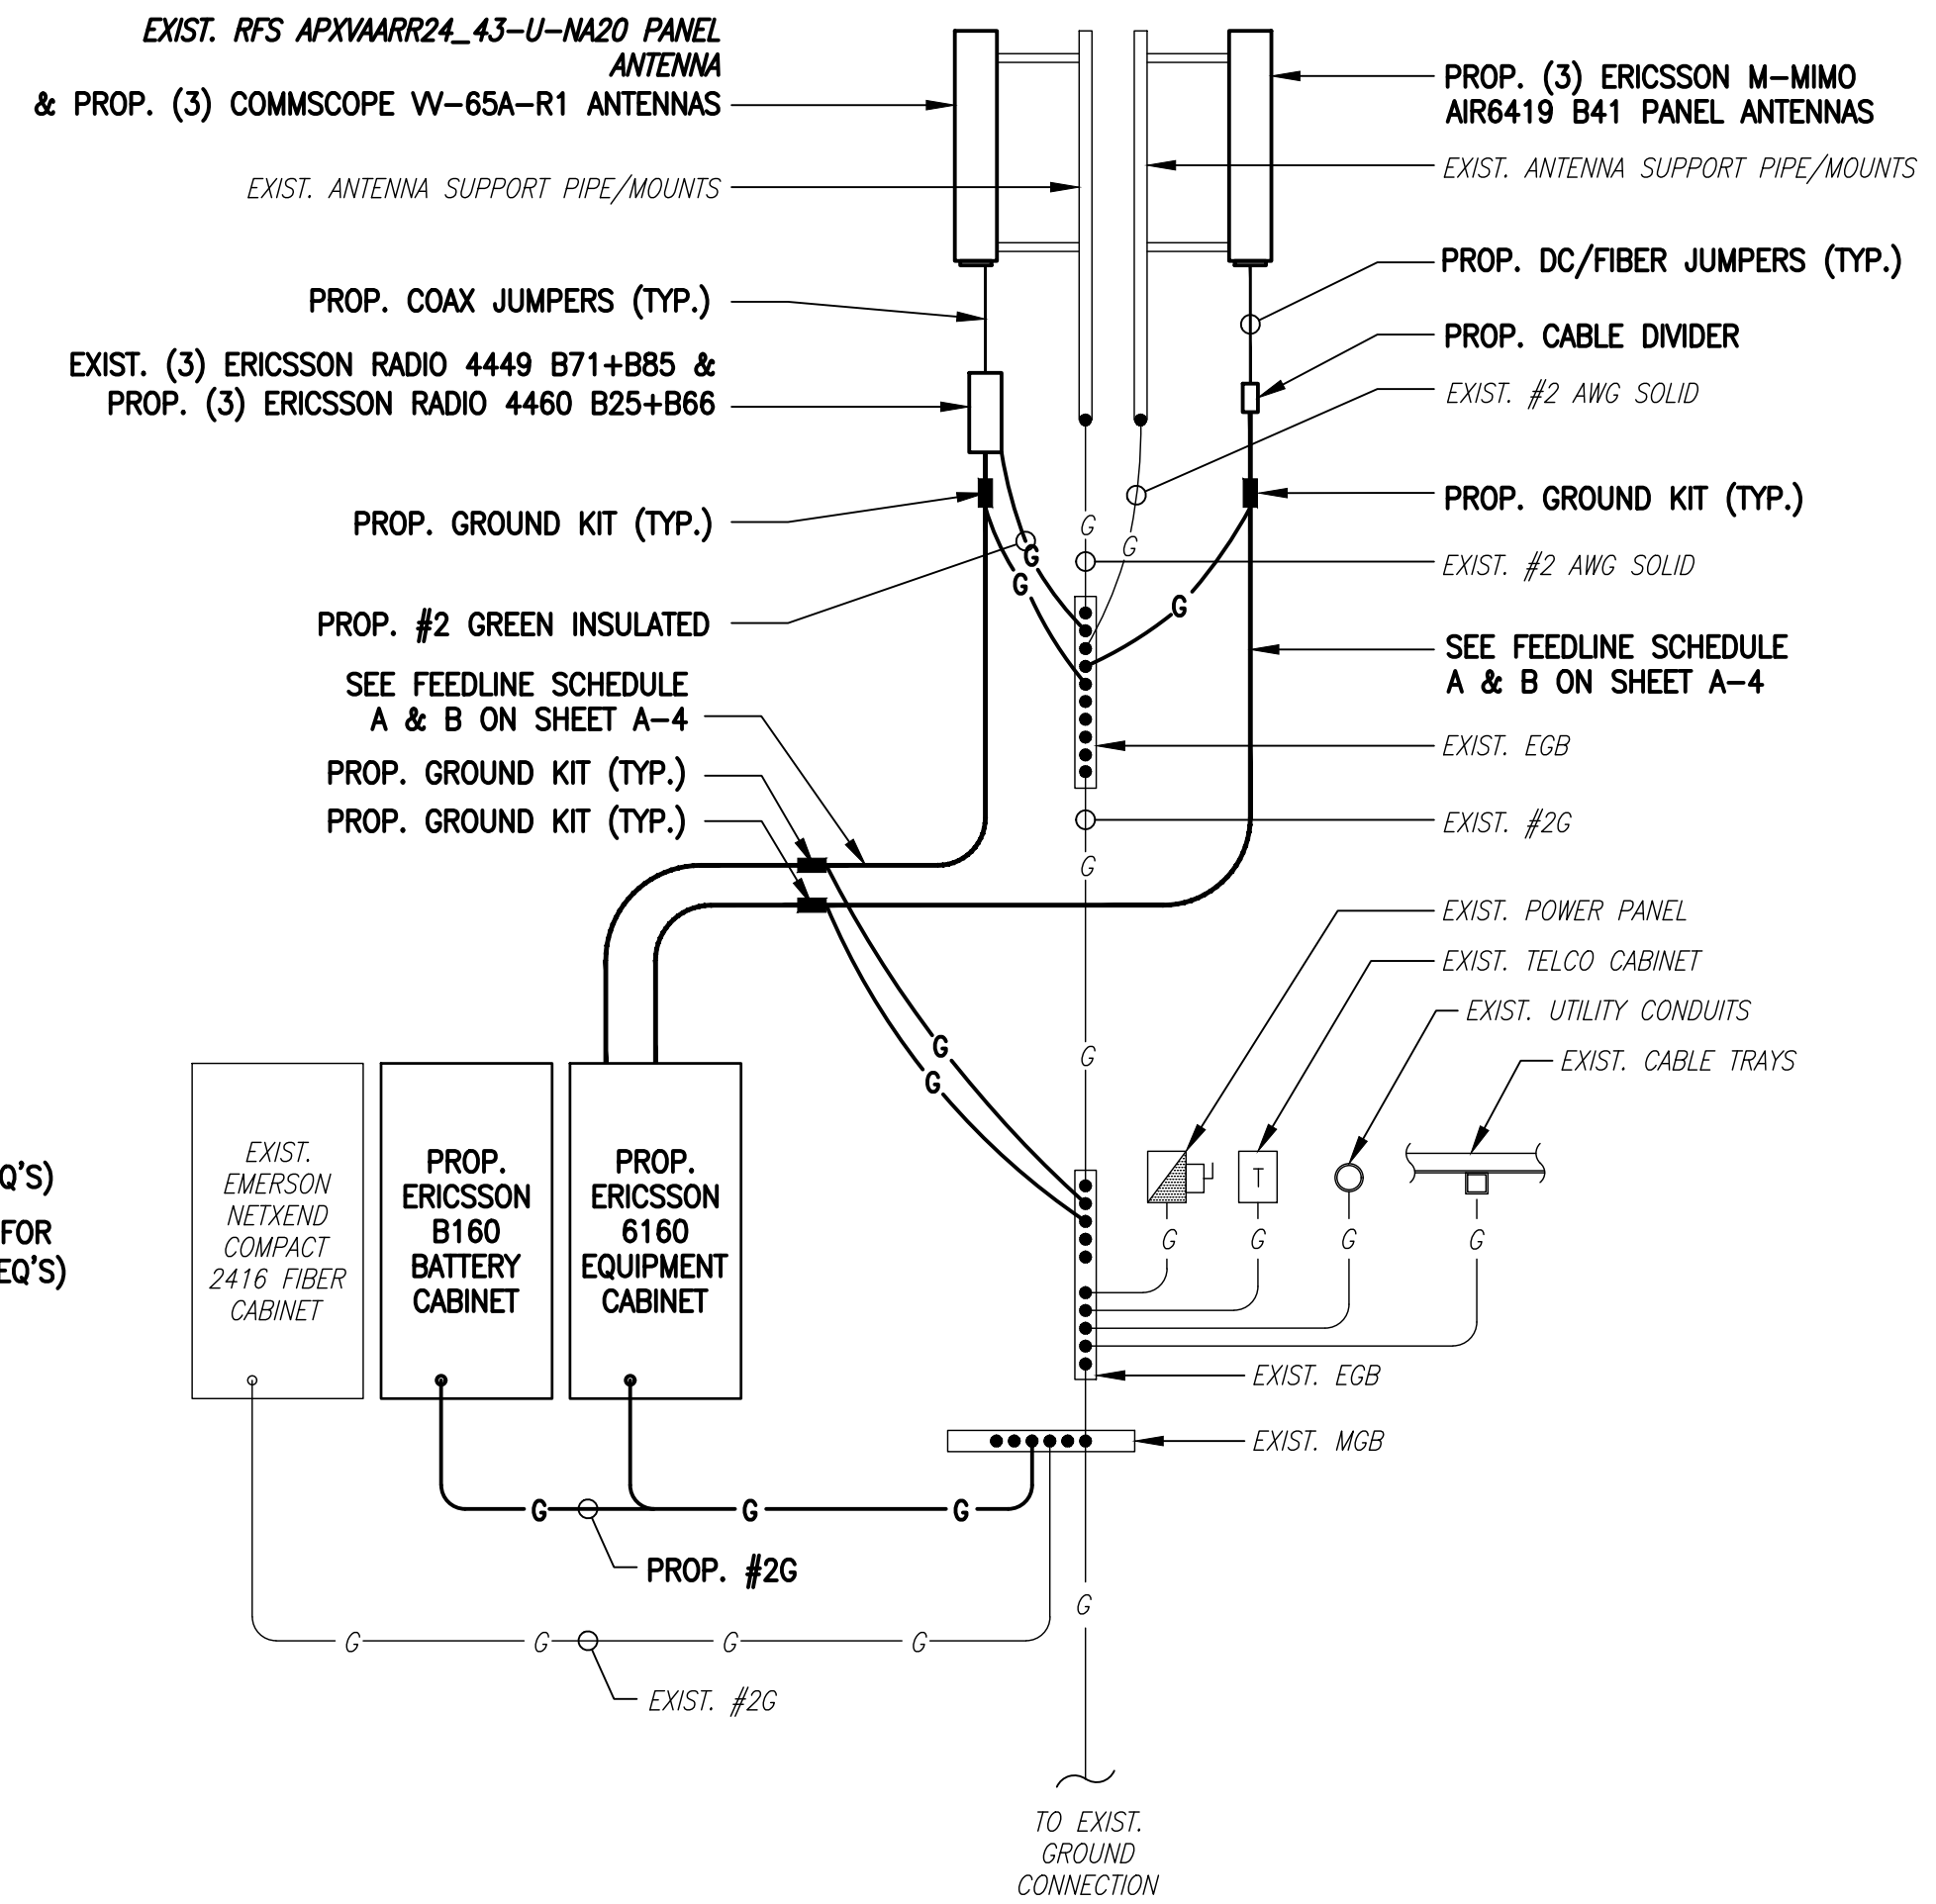 EXIST. RFS APXVAARR24_43-U-NA20 PANEL
ANTENNA
& PROP. (3) COMMSCOPE VV-65A-R1 ANTENNAS
EXIST. ANTENNA SUPPORT PIPE/MOUNTS
PROP. COAX JUMPERS (TYP.)
EXIST. (3) ERICSSON RADIO 4449 B71+B85 &
PROP. (3) ERICSSON RADIO 4460 B25+B66
PROP. GROUND KIT (TYP.)
PROP. #2 GREEN INSULATED
SEE FEEDLINE SCHEDULE
A & B ON SHEET A-4
PROP. GROUND KIT (TYP.)
PROP. GROUND KIT (TYP.)
PROP. (3) ERICSSON M-MIMO
AIR6419 B41 PANEL ANTENNAS
EXIST. ANTENNA SUPPORT PIPE/MOUNTS
PROP. DC/FIBER JUMPERS (TYP.)
PROP. CABLE DIVIDER
EXIST. #2 AWG SOLID
PROP. GROUND KIT (TYP.)
EXIST. #2 AWG SOLID
SEE FEEDLINE SCHEDULE
A & B ON SHEET A-4
EXIST. EGB
EXIST. #2G
EXIST. POWER PANEL
EXIST. TELCO CABINET
EXIST. UTILITY CONDUITS
EXIST. CABLE TRAYS
G
G
G
G
G
G
G
G
G
Q'S)
FOR
EQ'S)
EXIST.
EMERSON
NETXEND
COMPACT
2416 FIBER
CABINET
PROP.
ERICSSON
B160
BATTERY
CABINET
PROP.
ERICSSON
6160
EQUIPMENT
CABINET
T
G
G
G
G
EXIST. EGB
EXIST. MGB
G
G
G
PROP. #2G
G
G
G
G
G
EXIST. #2G
TO EXIST.
GROUND
CONNECTION